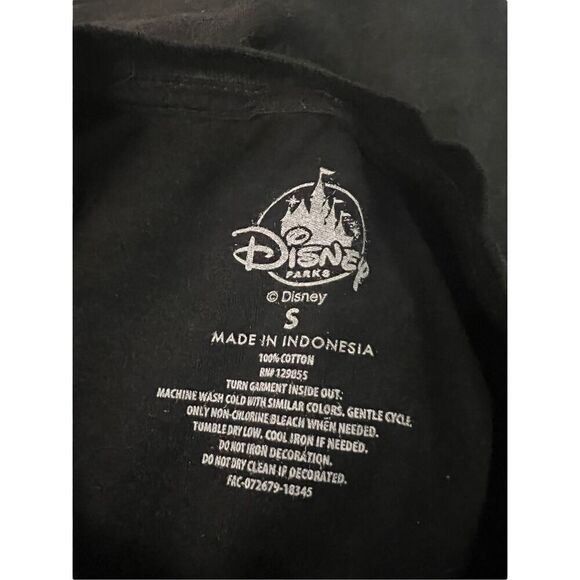 Disney
PARKS
© Disney
S
MADE IN INDONESIA
100% COTTON
RN# 129855
TURN GARMENT INSIDE OUT.
MACHINE WASH COLD WITH SIMILAR COLORS. GENTLE CYCLE.
ONLY NON-CHLORINE BLEACH WHEN NEEDED.
TUMBLE DRY LOW. COOL IRON IF NEEDED.
DO NOT IRON DECORATION.
DO NOT DRY CLEAN IF DECORATED.
FAC-072679-18345